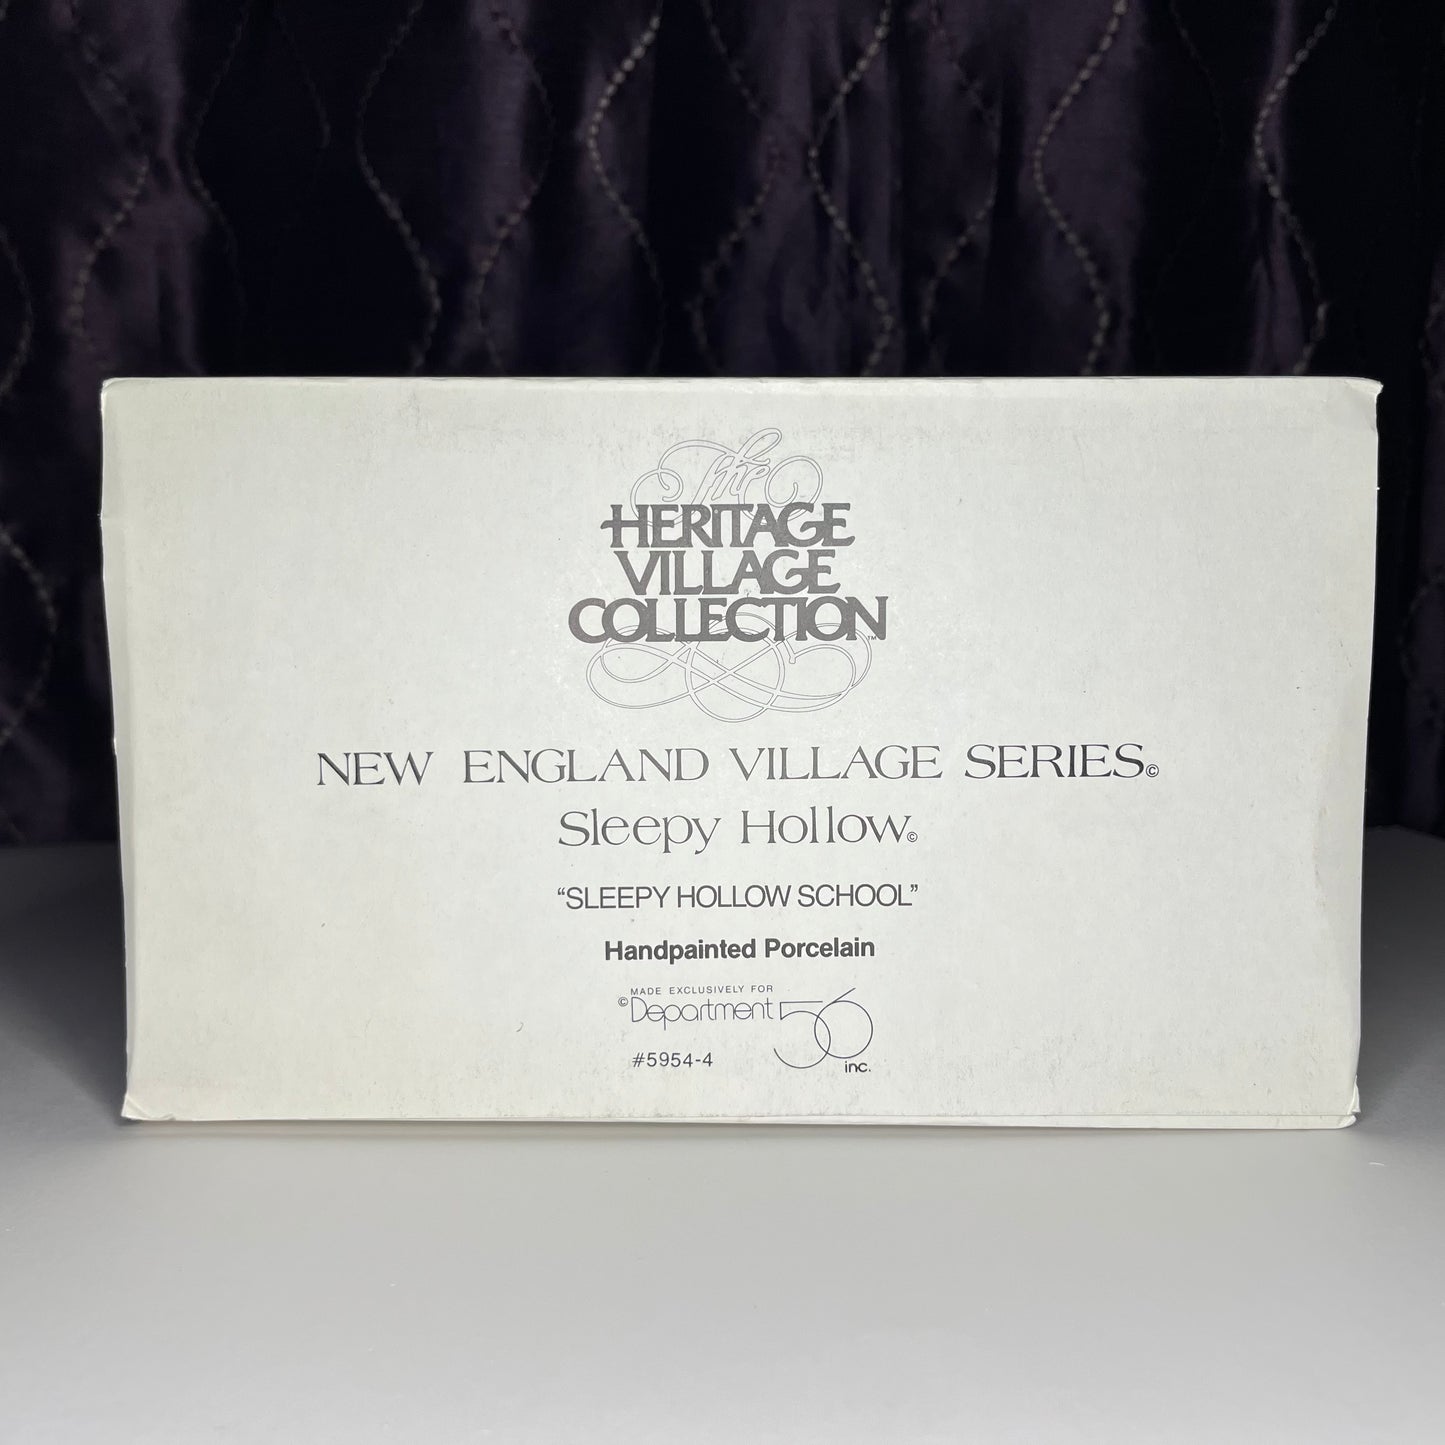 The
HERITAGE
VILLAGE
COLLECTION™
NEW ENGLAND VILLAGE SERIES©
Sleepy Hollow©
“SLEEPY HOLLOW SCHOOL”
Handpainted Porcelain
MADE EXCLUSIVELY FOR
©Department 56
inc.
#5954-4